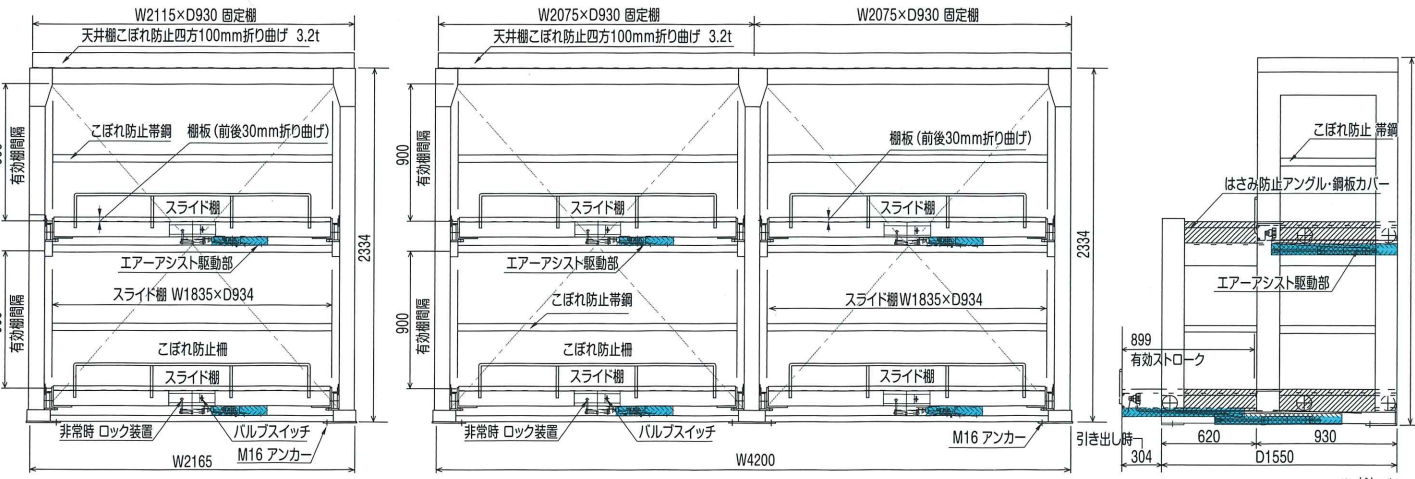 W2115×D930 固定棚
天井棚こぼれ防止四方100mm折り曲げ 3.2t
こぼれ防止帯鋼
棚板(前後30mm折り曲げ)
有効棚間隔
スライド棚
エアーアシスト駆動部
2334
スライド棚 W1835×D934
有効棚間隔
こぼれ防止柵
スライド棚
非常時 ロック装置
バルブスイッチ
M16 アンカー
W2165
W2075×D930 固定棚
W2075×D930 固定棚
天井棚こぼれ防止四方100mm折り曲げ 3.2t
900
有効棚間隔
棚板(前後30mm折り曲げ)
スライド棚
スライド棚
エアーアシスト駆動部
2334
こぼれ防止帯鋼
スライド棚W1835×D934
900
有効棚間隔
こぼれ防止柵
スライド棚
スライド棚
非常時 ロック装置
バルブスイッチ
M16 アンカー
W4200
こぼれ防止 帯鋼
はさみ防止アングル・鋼板カバー
エアーアシスト駆動部
899
有効ストローク
引き出し時
304
620
930
D1550